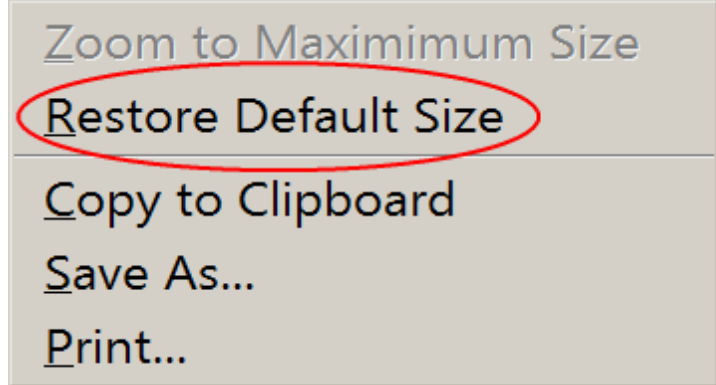 Zoom to Maximimum Size
Restore Default Size
Copy to Clipboard
Save As...
Print...